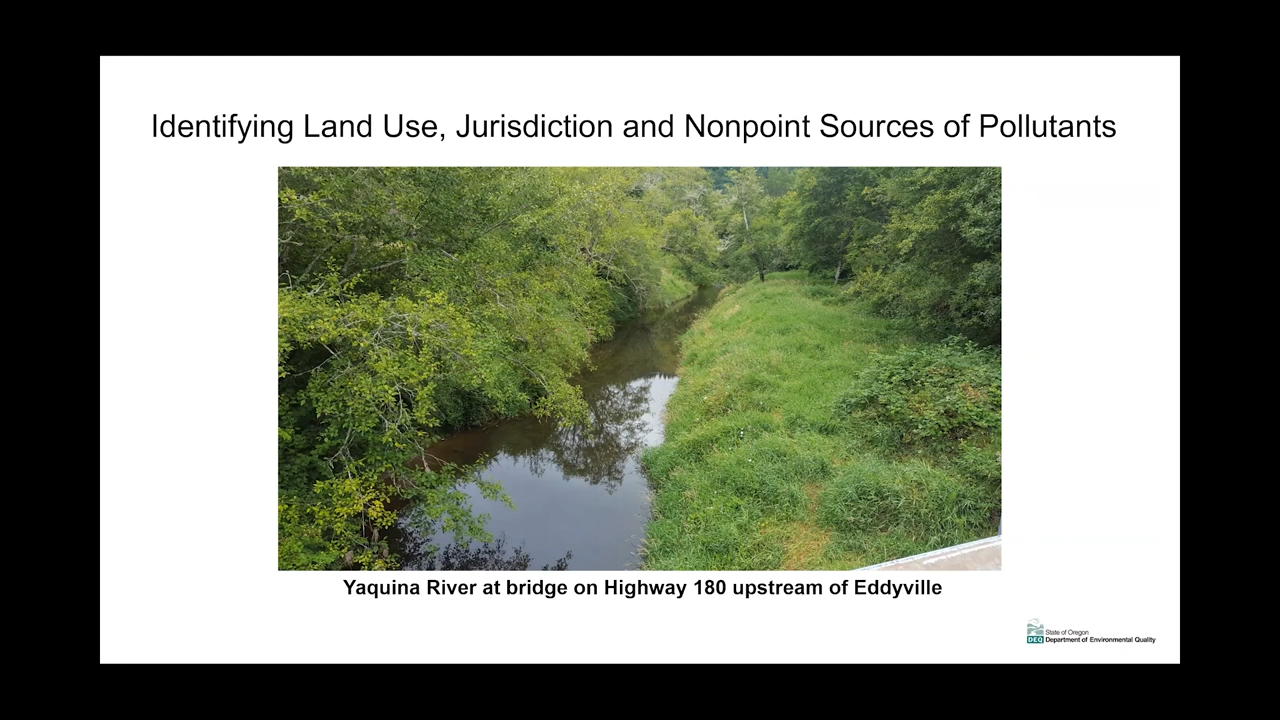 Identifying Land Use, Jurisdiction and Nonpoint Sources of Pollutants
Yaquina River at bridge on Highway 180 upstream of Eddyville
State of Oregon
DEQ Department of Environmental Quality